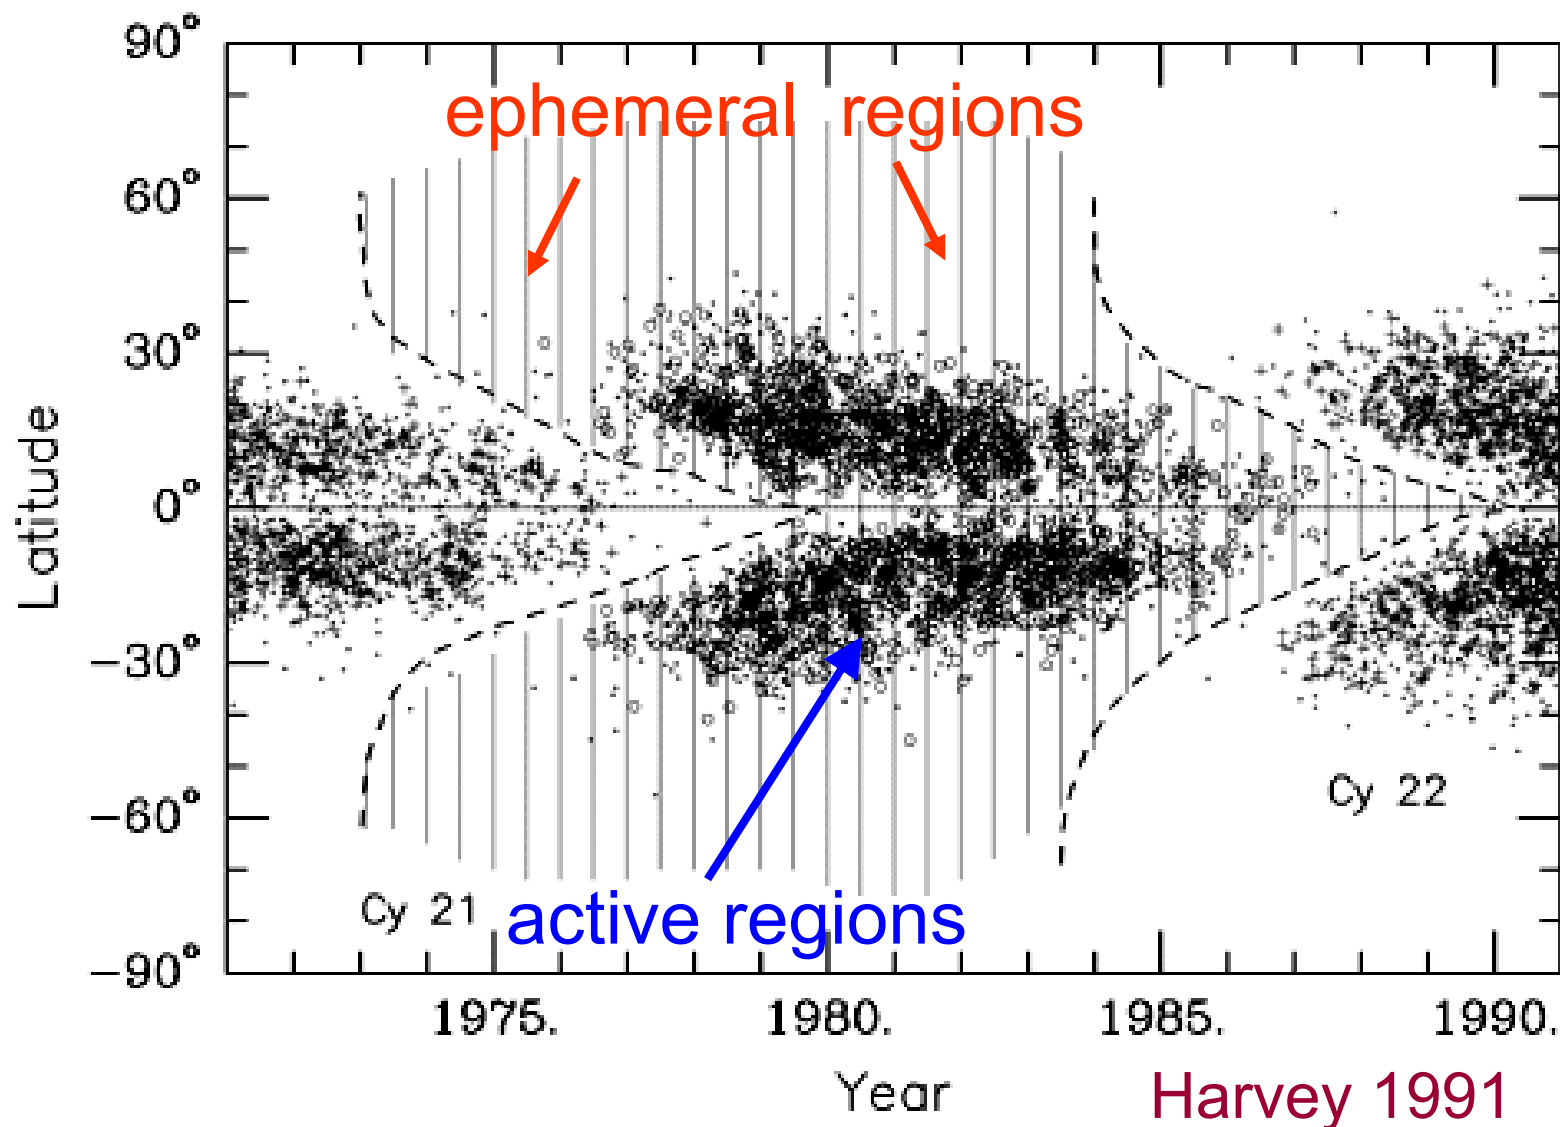 90°
ephemeral regions
60°
30°
0°
Latitude
−30°
Cy 22
−60°
Cy 21
active regions
−90°
1975.
1980.
1985.
1990.
Year
Harvey 1991